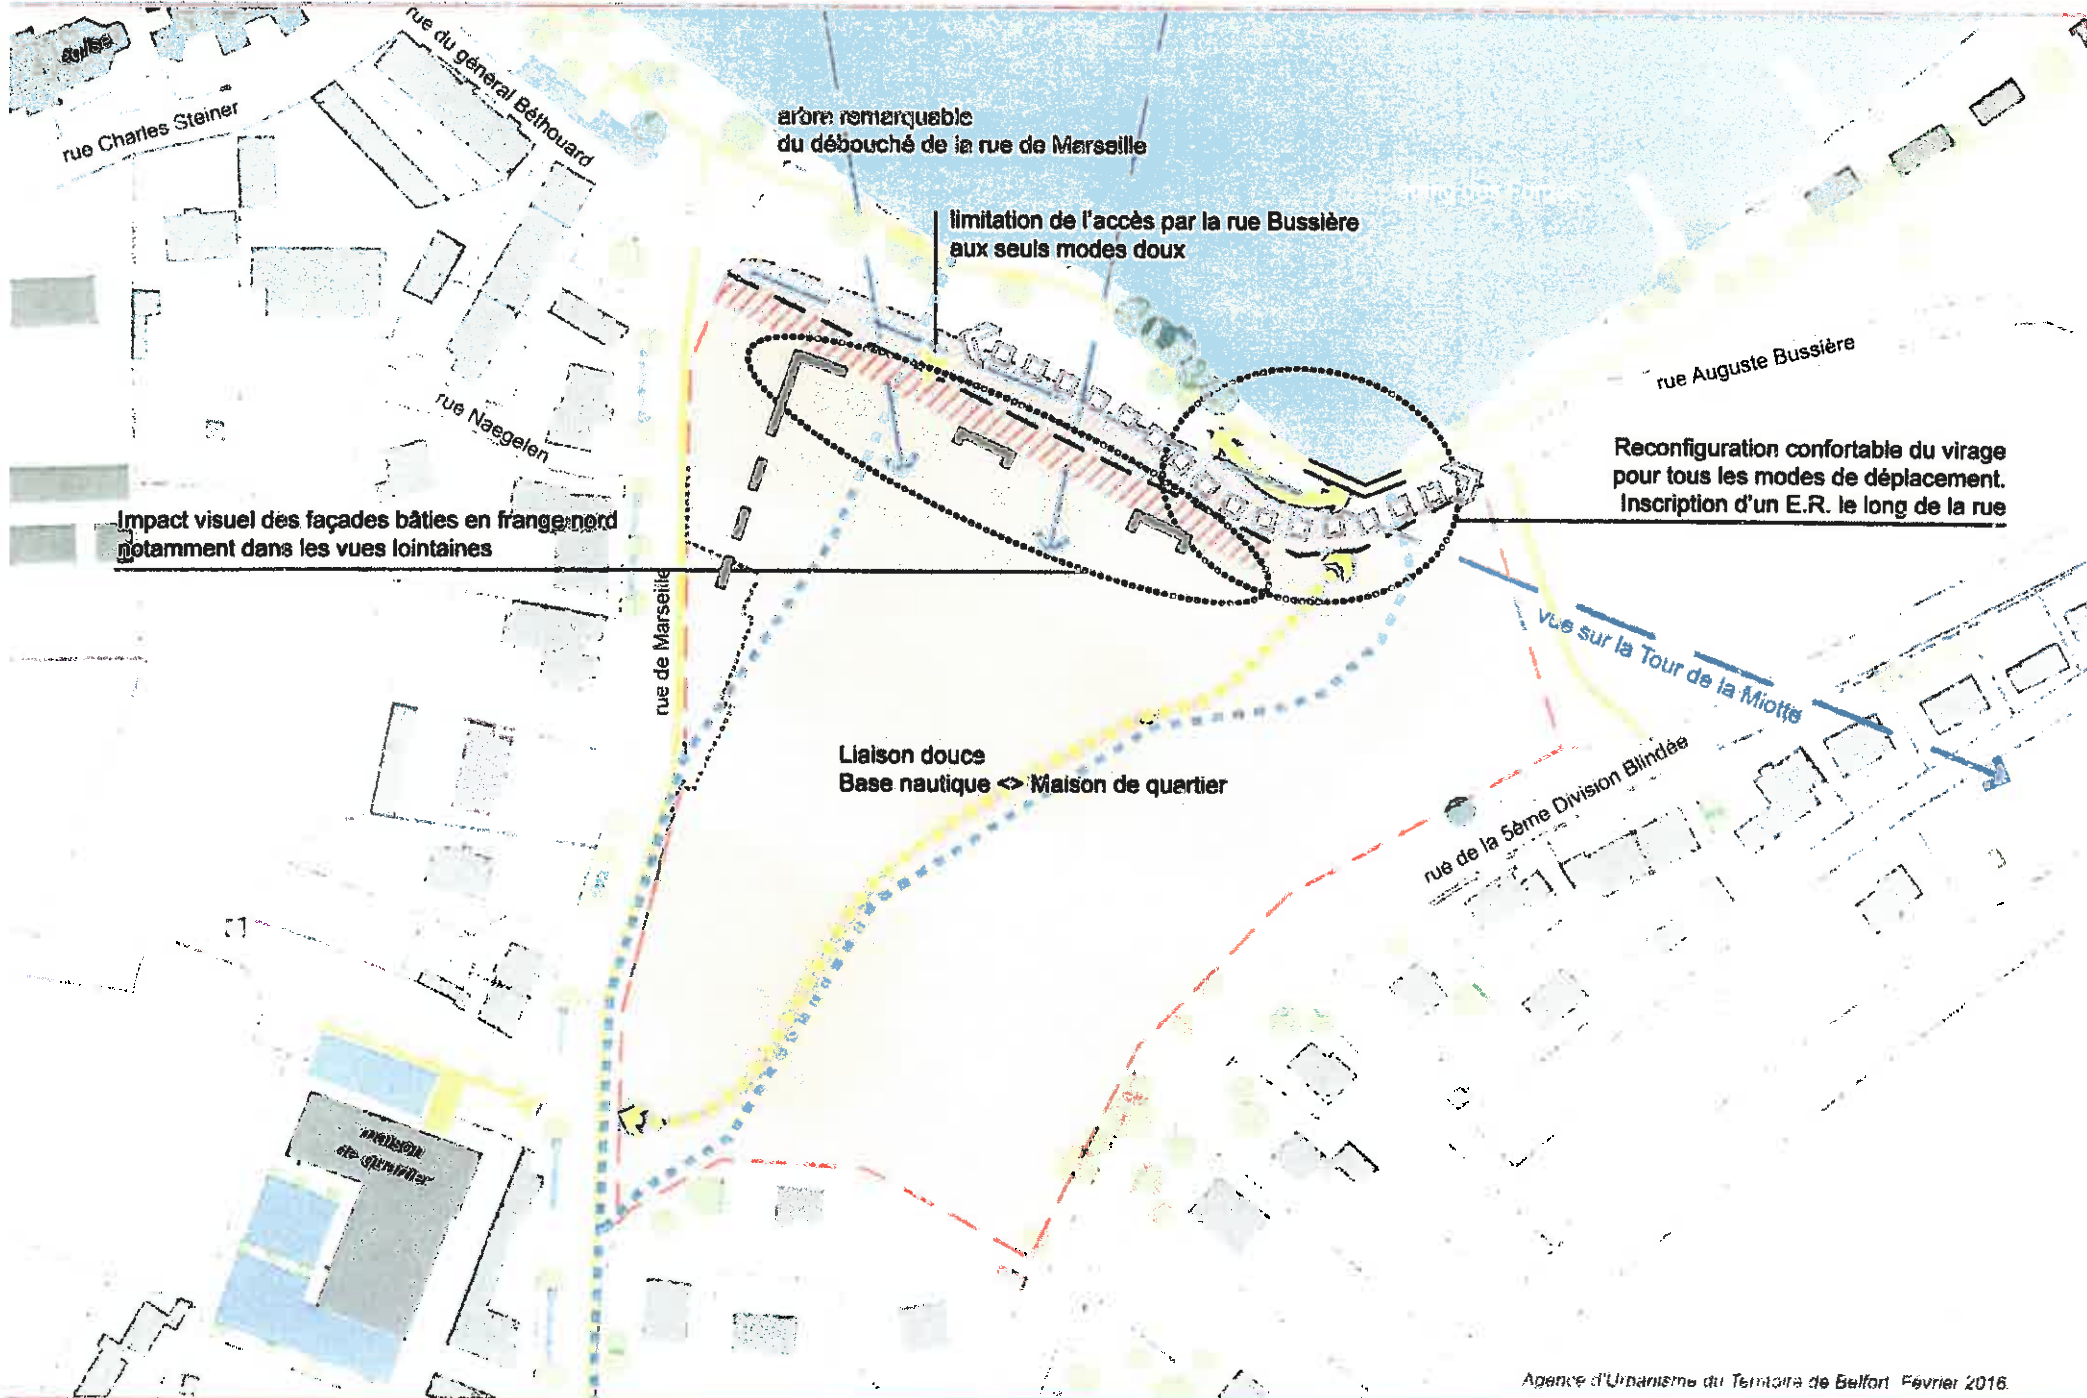 église
rue du général Béthouard
rue Charles Steiner
arbre remarquable
du débouché de la rue de Marseille
limitation de l'accès par la rue Bussière
aux seuls modes doux
rue Auguste Bussière
rue Naegelen
Reconfiguration confortable du virage
pour tous les modes de déplacement.
Inscription d'un E.R. le long de la rue
Impact visuel des façades bâties en frange nord
notamment dans les vues lointaines
rue de Marseille
vue sur la Tour de la Miotte
Liaison douce
Base nautique <> Maison de quartier
rue de la 5ème Division Blindée
maison
de quartier
Agence d'Urbanisme du Territoire de Belfort Février 2016.